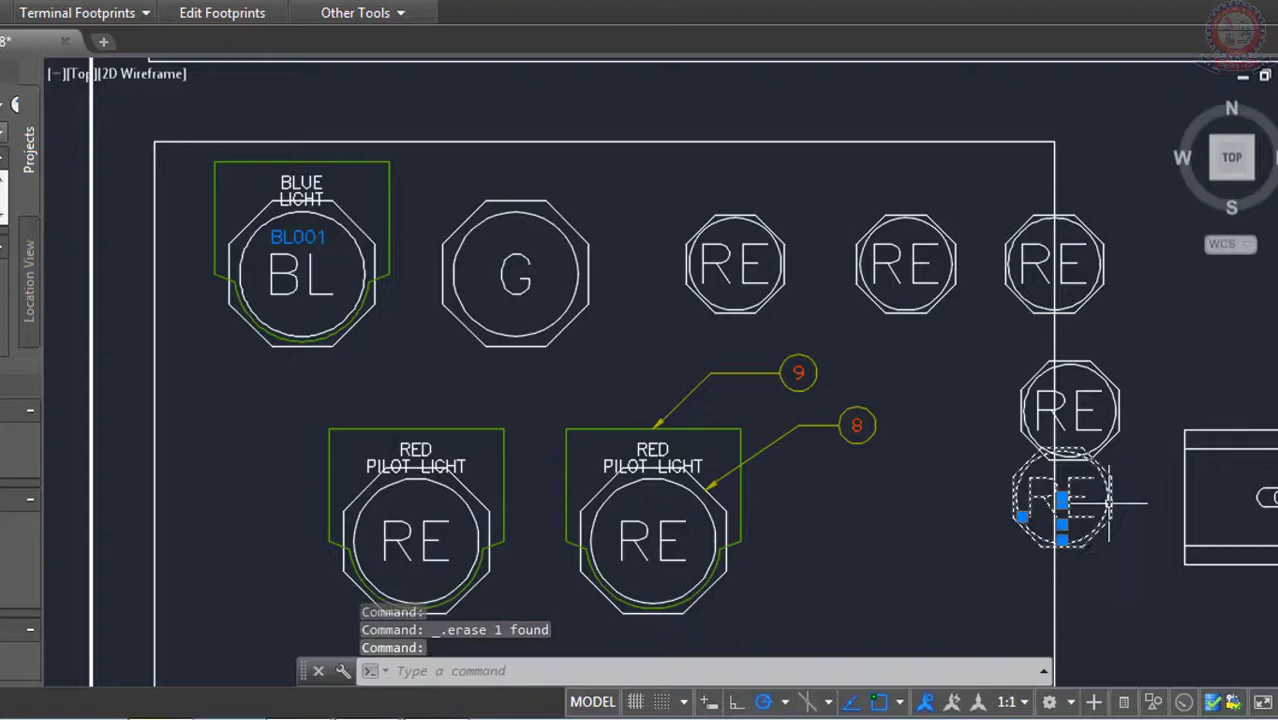 Terminal Footprints Edit Footprints Other Tools
8*
[−][Top][2D Wireframe]
Projects
Location View
N
W TOP
S
WCS
BLUE
LIGHT
BL001
BL
G
RE
RE
RE
9
8
RE
RE
RED
PILOT LIGHT
RE
RED
PILOT LIGHT
RE
Command:
Command: _.erase 1 found
Command:
Type a command
MODEL 1:1